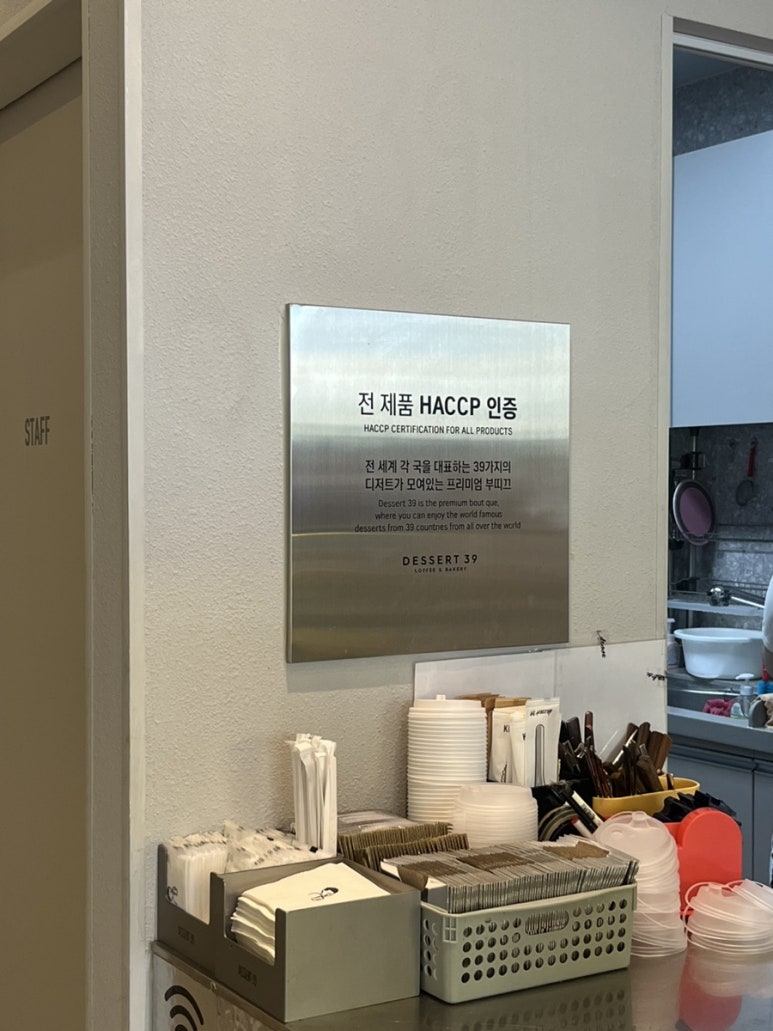 STAFF
전 제품 HACCP 인증
HACCP CERTIFICATION FOR ALL PRODUCTS
전 세계 각 국을 대표하는 39가지의
디저트가 모여있는 프리미엄 부띠끄
Dessert 39 is the premium bout que,
where you can enjoy the world famous
desserts from 39 countries from all over the world
DESSERT 39
COFFEE & BAKERY
DESSERT 39